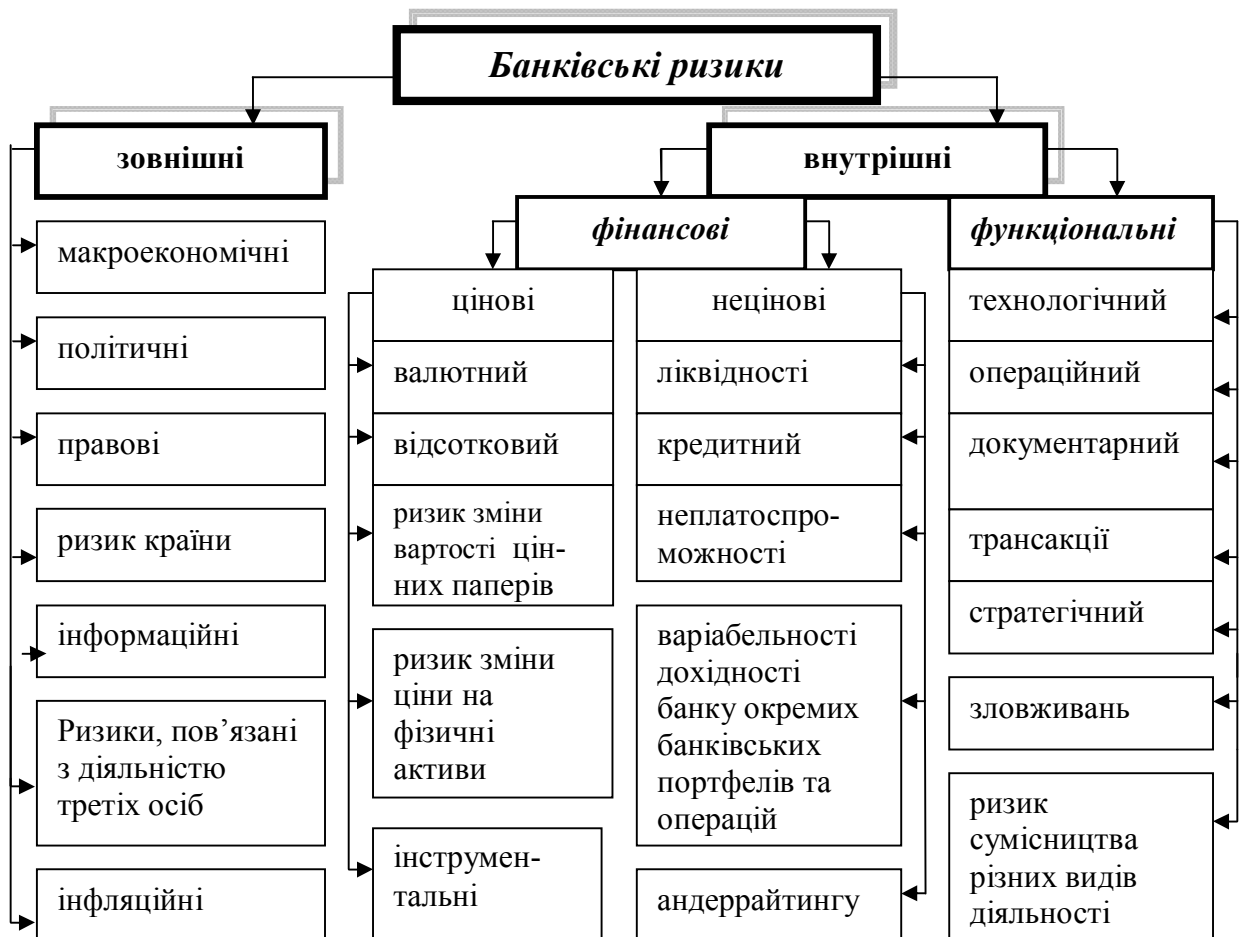 Банківські ризики
зовнішні
внутрішні
фінансові
функціональні
макроекономічні
політичні
правові
ризик країни
інформаційні
Ризики, пов’язані
з діяльністю
третіх осіб
інфляційні
цінові
валютний
відсотковий
ризик зміни
вартості цін-
них паперів
ризик зміни
ціни на
фізичні
активи
інструмен-
тальні
нецінові
ліквідності
кредитний
неплатоспро-
можності
варіабельності
дохідності
банку окремих
банківських
портфелів та
операцій
андеррайтингу
технологічний
операційний
документарний
трансакції
стратегічний
зловживань
ризик
сумісництва
різних видів
діяльності